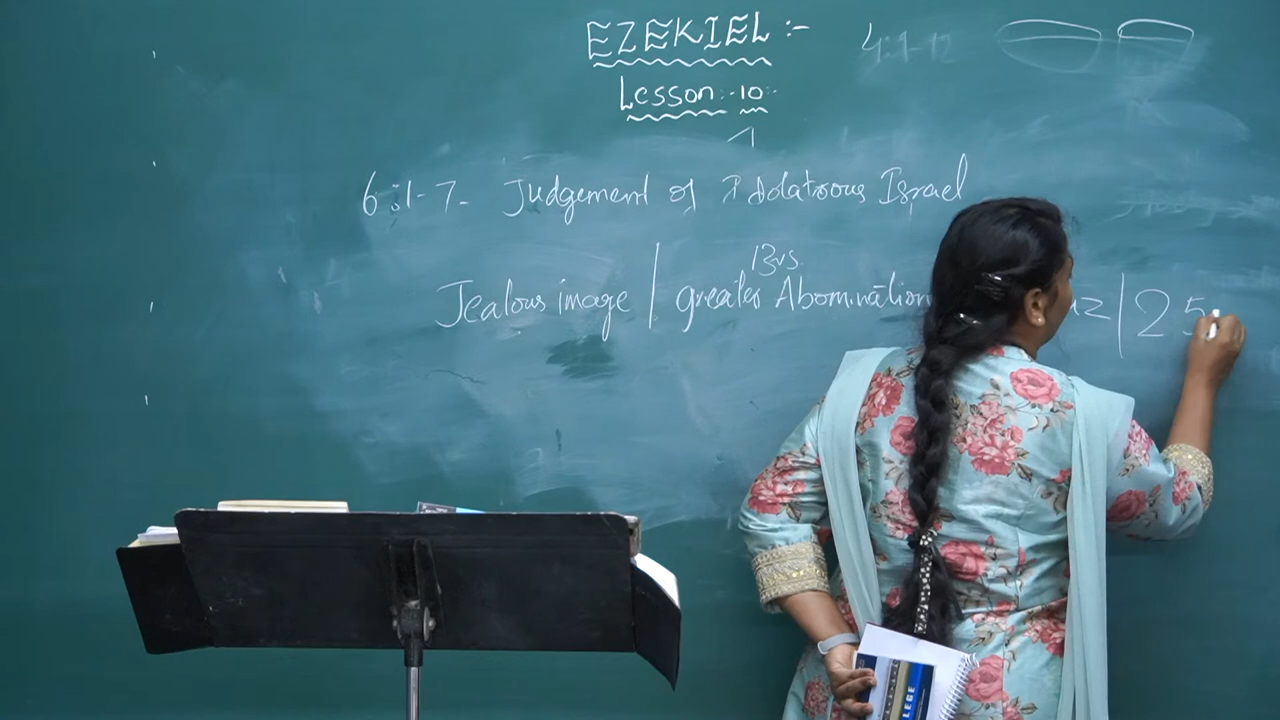 EZEKIEL :-
4:1-12
Lesson :- 10 :-
6:1-7. Judgement of Idolatrous Israel
13vs
Jealous image / greater Abomination | 25
LEGE